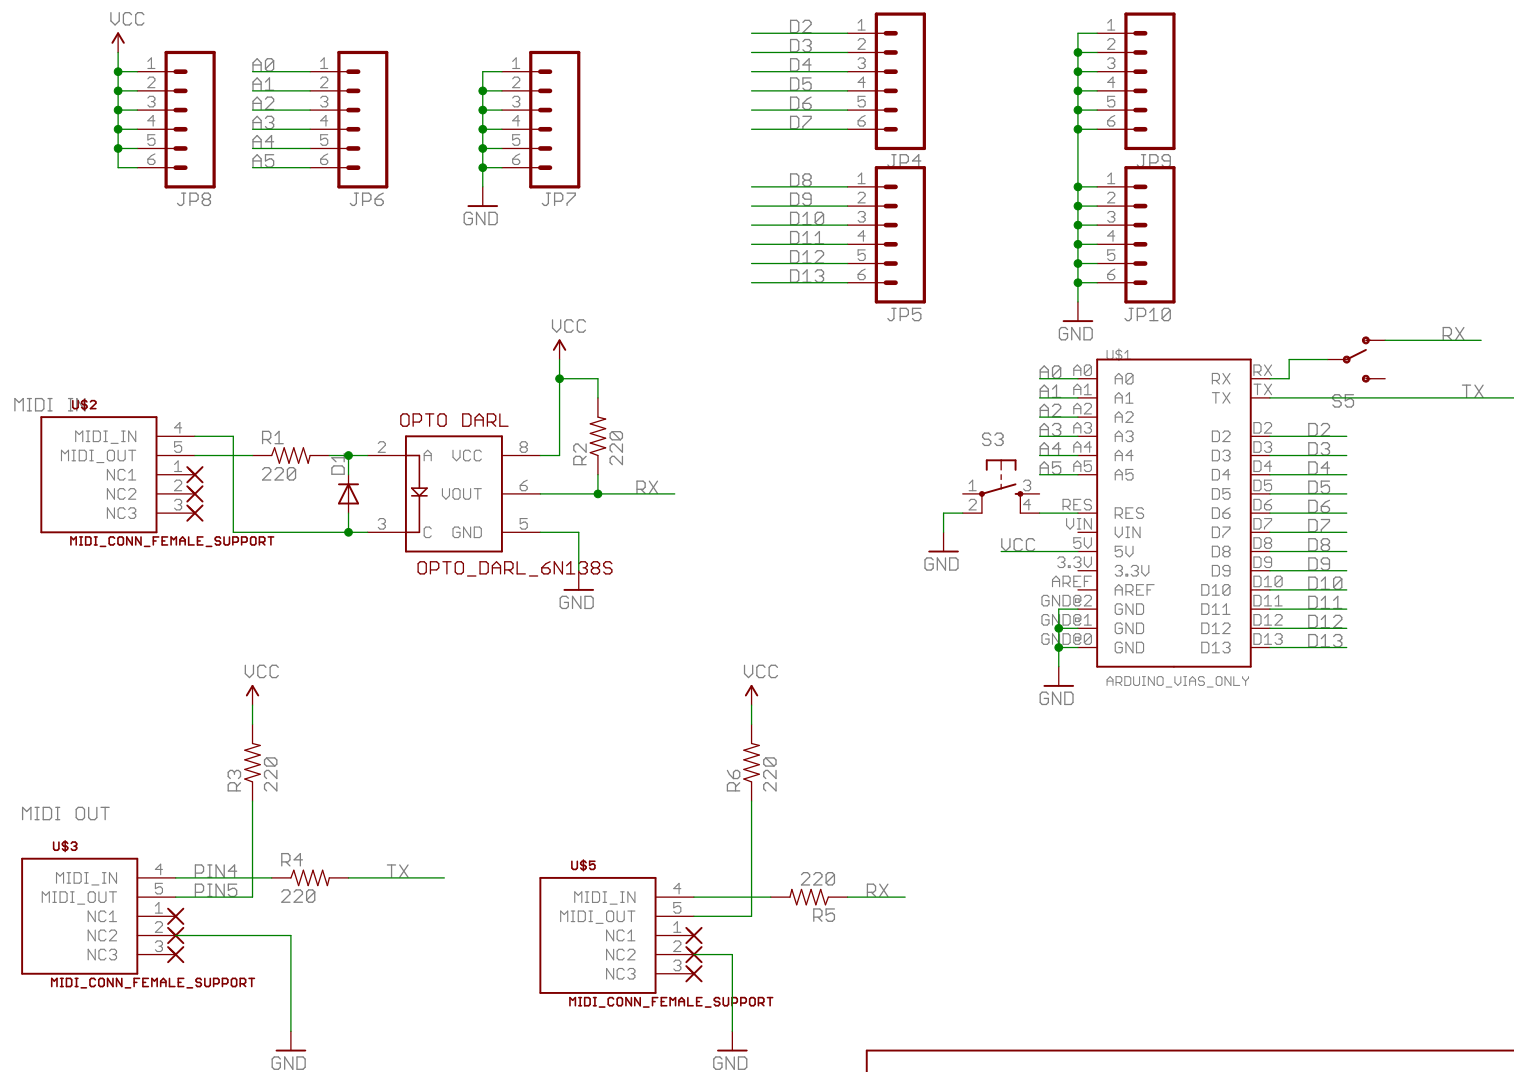 VCC
1
2
3
4
5
6
JP8
A0 1
A1 2
A2 3
A3 4
A4 5
A5 6
JP6
1
2
3
4
5
6
JP7
GND
D2 1
D3 2
D4 3
D5 4
D6 5
D7 6
JP4
D8 1
D9 2
D10 3
D11 4
D12 5
D13 6
JP5
1
2
3
4
5
6
JP9
1
2
3
4
5
6
JP10
GND
MIDI IN
U$2
MIDI_IN 4
MIDI_OUT 5
NC1 1
NC2 2
NC3 3
MIDI_CONN_FEMALE_SUPPORT
R1
220
D1
OPTO DARL
2 A VCC 8
VOUT 6
3 C GND 5
OPTO_DARL_6N138S
VCC
R2
220
RX
GND
S3
1 3
2 4
GND
VCC
U$1
A0 A0 A0 RX RX
A1 A1 A1 TX TX TX
A2 A2 A2
A3 A3 A3 D2 D2 D2
A4 A4 A4 D3 D3 D3
A5 A5 A5 D4 D4 D4
D5 D5 D5
RES RES D6 D6 D6
VIN VIN D7 D7 D7
5V 5V D8 D8 D8
3.3V 3.3V D9 D9 D9
AREF AREF D10 D10 D10
GND@2 GND D11 D11 D11
GND@1 GND D12 D12 D12
GND@0 GND D13 D13 D13
GND
ARDUINO_VIAS_ONLY
RX
S5
VCC
R3
220
MIDI OUT
U$3
MIDI_IN 4 PIN4
MIDI_OUT 5 PIN5
NC1 1
NC2 2
NC3 3
MIDI_CONN_FEMALE_SUPPORT
R4
220
TX
GND
VCC
R6
220
U$5
MIDI_IN 4
MIDI_OUT 5
NC1 1
NC2 2
NC3 3
MIDI_CONN_FEMALE_SUPPORT
220
R5
RX
GND